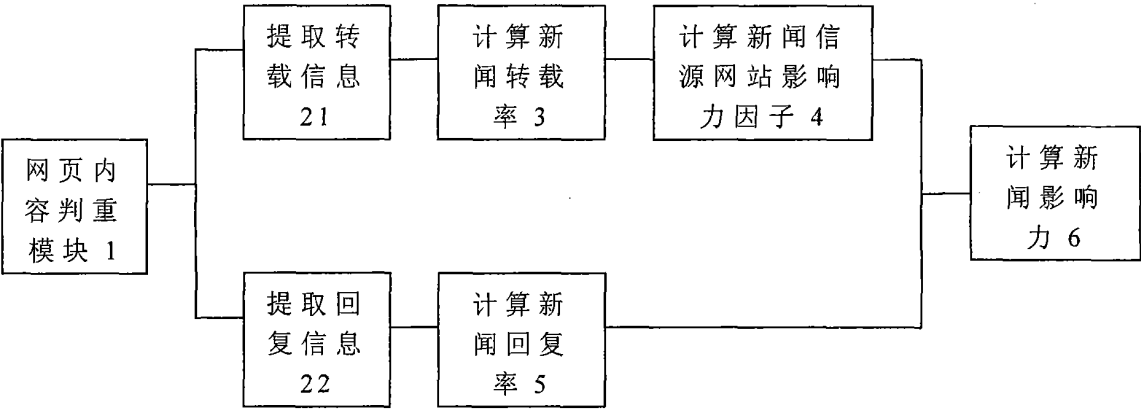 提取转
载信息
21
计算新
闻转载
率 3
计算新闻信
源网站影响
力因子 4
网页内
容判重
模块 1
计算新
闻影响
力 6
提取回
复信息
22
计算新
闻回复
率 5